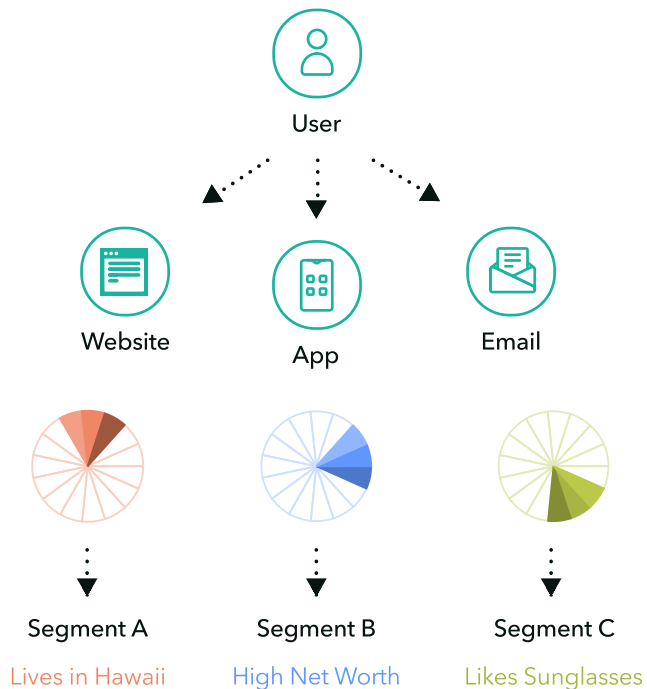 User
Website
App
Email
Segment A
Segment B
Segment C
Lives in Hawaii
High Net Worth
Likes Sunglasses